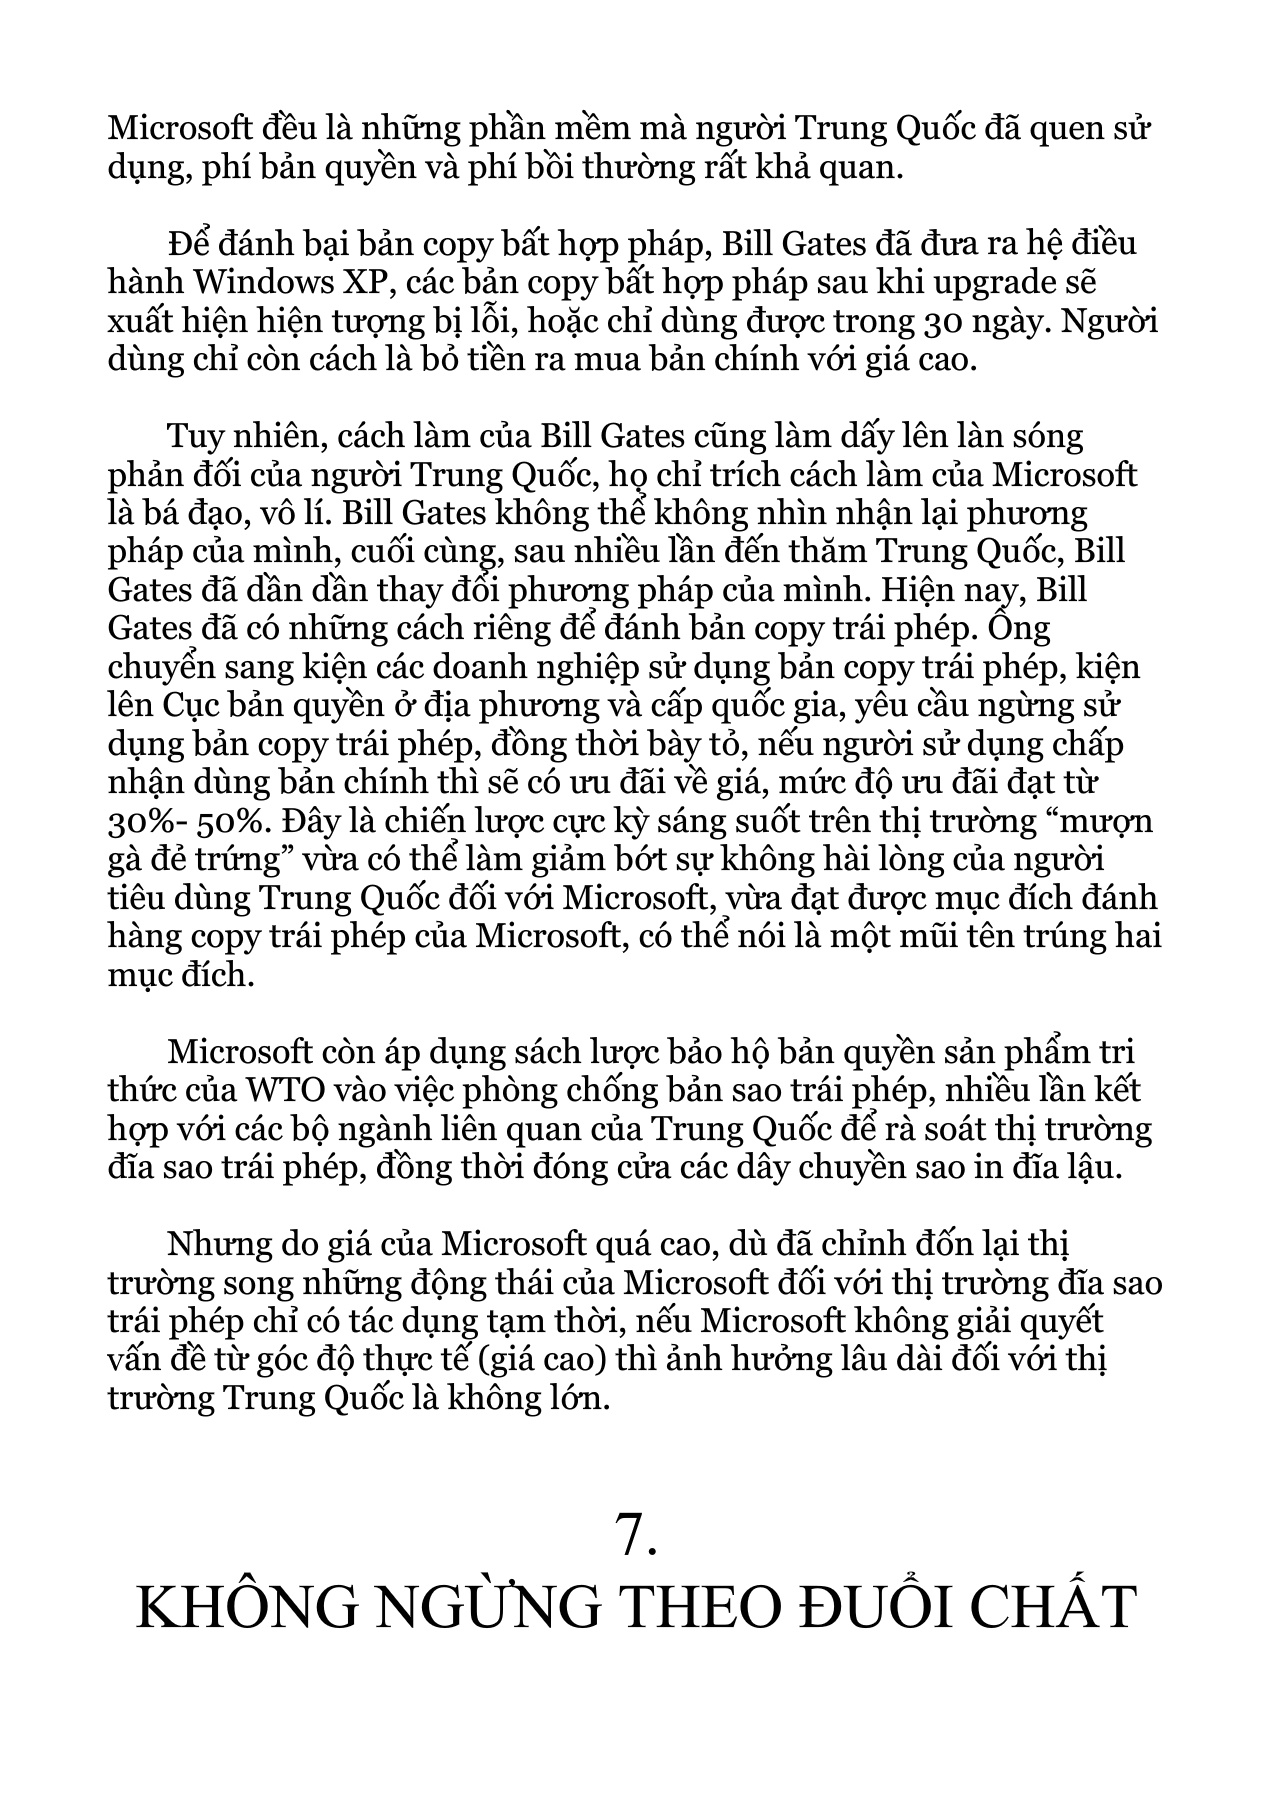 Microsoft đều là những phần mềm mà người Trung Quốc đã quen sử
dụng, phí bản quyền và phí bồi thường rất khả quan.
Để đánh bại bản copy bất hợp pháp, Bill Gates đã đưa ra hệ điều
hành Windows XP, các bản copy bất hợp pháp sau khi upgrade sẽ
xuất hiện hiện tượng bị lỗi, hoặc chỉ dùng được trong 30 ngày. Người
dùng chỉ còn cách là bỏ tiền ra mua bản chính với giá cao.
Tuy nhiên, cách làm của Bill Gates cũng làm dấy lên làn sóng
phản đối của người Trung Quốc, họ chỉ trích cách làm của Microsoft
là bá đạo, vô lí. Bill Gates không thể không nhìn nhận lại phương
pháp của mình, cuối cùng, sau nhiều lần đến thăm Trung Quốc, Bill
Gates đã dần dần thay đổi phương pháp của mình. Hiện nay, Bill
Gates đã có những cách riêng để đánh bản copy trái phép. Ông
chuyển sang kiện các doanh nghiệp sử dụng bản copy trái phép, kiện
lên Cục bản quyền ở địa phương và cấp quốc gia, yêu cầu ngừng sử
dụng bản copy trái phép, đồng thời bày tỏ, nếu người sử dụng chấp
nhận dùng bản chính thì sẽ có ưu đãi về giá, mức độ ưu đãi đạt từ
30%- 50%. Đây là chiến lược cực kỳ sáng suốt trên thị trường “mượn
gà đẻ trứng” vừa có thể làm giảm bớt sự không hài lòng của người
tiêu dùng Trung Quốc đối với Microsoft, vừa đạt được mục đích đánh
hàng copy trái phép của Microsoft, có thể nói là một mũi tên trúng hai
mục đích.
Microsoft còn áp dụng sách lược bảo hộ bản quyền sản phẩm tri
thức của WTO vào việc phòng chống bản sao trái phép, nhiều lần kết
hợp với các bộ ngành liên quan của Trung Quốc để rà soát thị trường
đĩa sao trái phép, đồng thời đóng cửa các dây chuyền sao in đĩa lậu.
Nhưng do giá của Microsoft quá cao, dù đã chỉnh đốn lại thị
trường song những động thái của Microsoft đối với thị trường đĩa sao
trái phép chỉ có tác dụng tạm thời, nếu Microsoft không giải quyết
vấn đề từ góc độ thực tế (giá cao) thì ảnh hưởng lâu dài đối với thị
trường Trung Quốc là không lớn.
7.
KHÔNG NGỪNG THEO ĐUỔI CHẤT